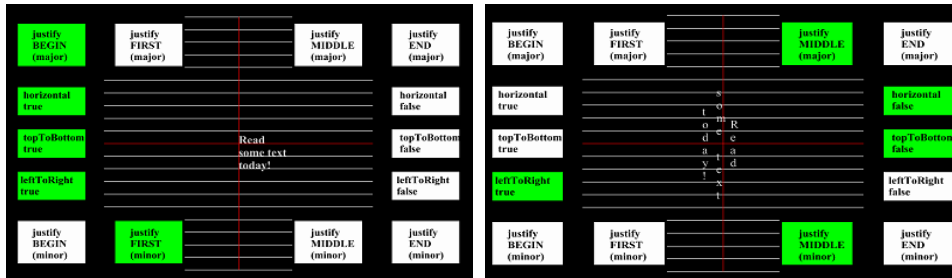 justify
BEGIN
(major)
justify
FIRST
(major)
justify
MIDDLE
(major)
justify
END
(major)
horizontal
true
horizontal
false
topToBottom
true
topToBottom
false
leftToRight
true
leftToRight
false
Read
some text
today!
justify
BEGIN
(minor)
justify
FIRST
(minor)
justify
MIDDLE
(minor)
justify
END
(minor)
justify
BEGIN
(major)
justify
FIRST
(major)
justify
MIDDLE
(major)
justify
END
(major)
horizontal
true
horizontal
false
topToBottom
true
topToBottom
false
leftToRight
true
leftToRight
false
Read
some text
today!
justify
BEGIN
(minor)
justify
FIRST
(minor)
justify
MIDDLE
(minor)
justify
END
(minor)